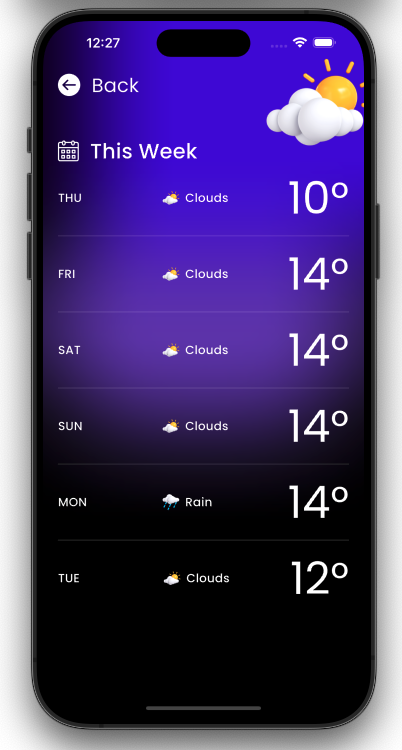 12:27
Back
This Week
THU Clouds 10°
FRI Clouds 14°
SAT Clouds 14°
SUN Clouds 14°
MON Rain 14°
TUE Clouds 12°